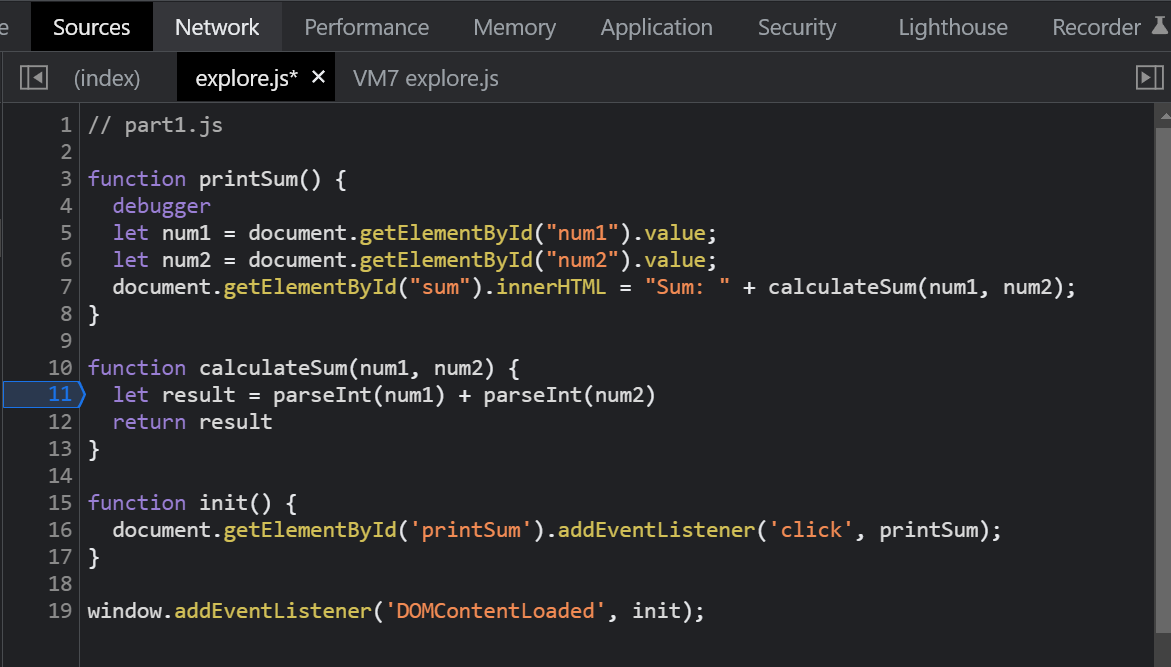 e Sources Network Performance Memory Application Security Lighthouse Recorder
(index) explore.js* × VM7 explore.js
1 // part1.js
2
3 function printSum() {
4   debugger
5   let num1 = document.getElementById("num1").value;
6   let num2 = document.getElementById("num2").value;
7   document.getElementById("sum").innerHTML = "Sum: " + calculateSum(num1, num2);
8 }
9
10 function calculateSum(num1, num2) {
11   let result = parseInt(num1) + parseInt(num2)
12   return result
13 }
14
15 function init() {
16   document.getElementById('printSum').addEventListener('click', printSum);
17 }
18
19 window.addEventListener('DOMContentLoaded', init);